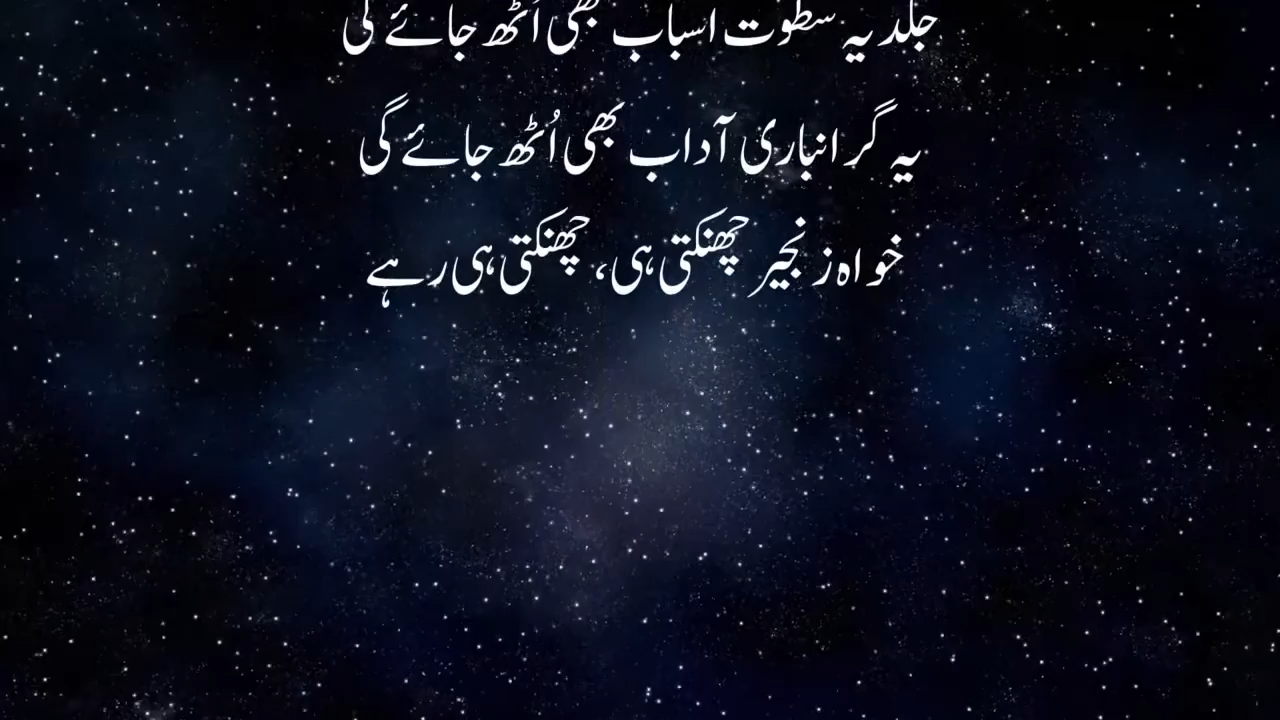 جلد یہ سطوت اسباب بھی اُٹھ جائے گی
یہ گرانباری آداب بھی اُٹھ جائے گی
خواہ زنجیر چھنکتی ہی، چھنکتی ہی رہے